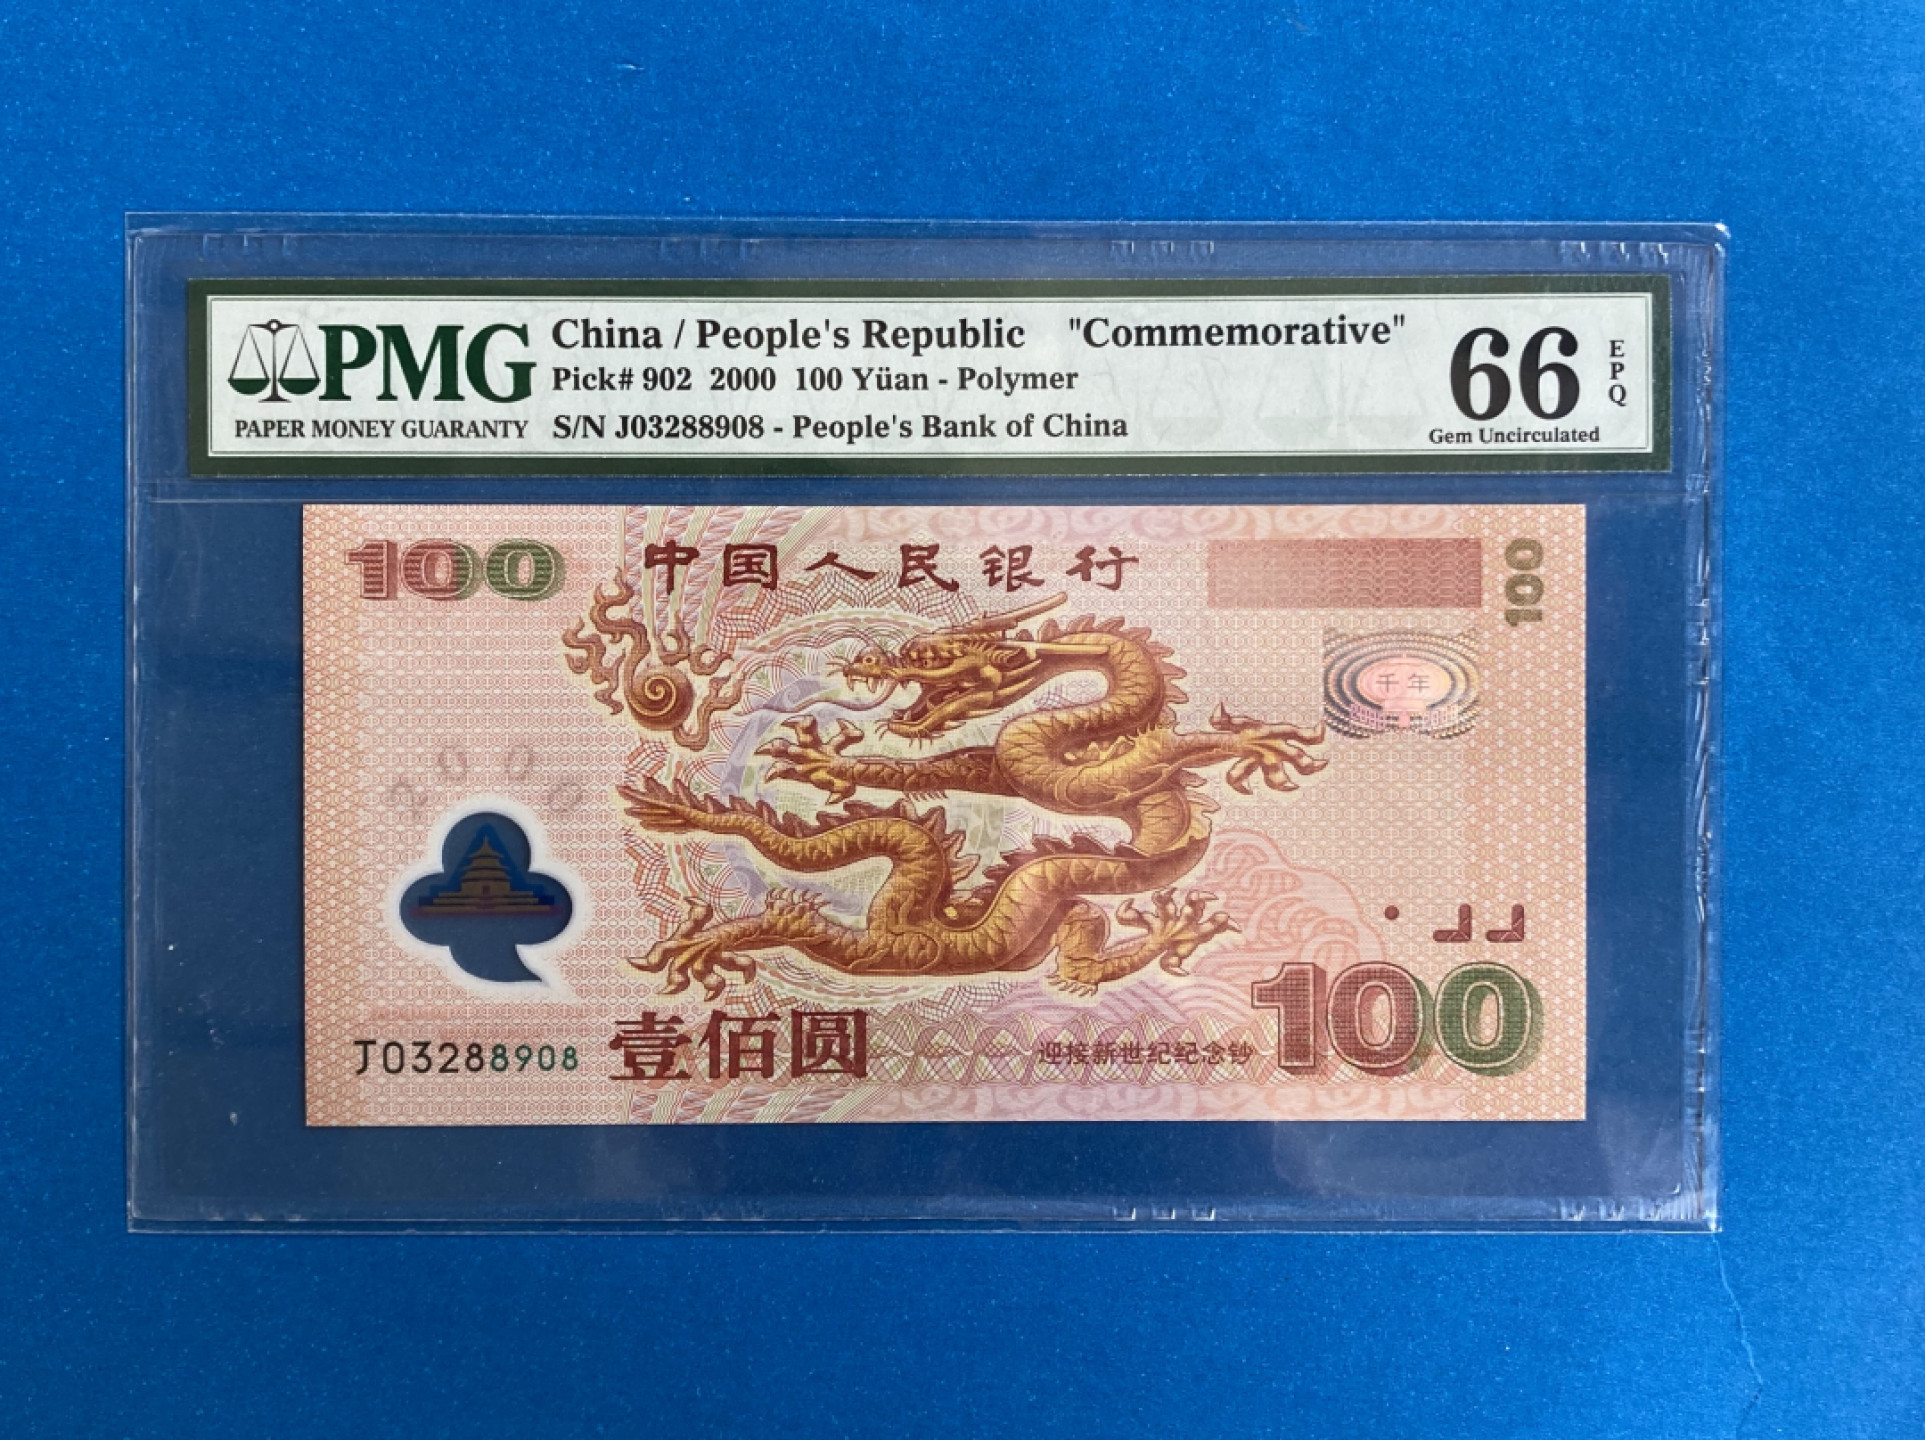 PMG
PAPER MONEY GUARANTY
China / People's Republic "Commemorative"
Pick# 902 2000 100 Yüan - Polymer
S/N J03288908 - People's Bank of China
66
EPQ
Gem Uncirculated
100
中国人民银行
100
千年
2000
J03288908
壹佰圆
迎接新世纪纪念钞
100